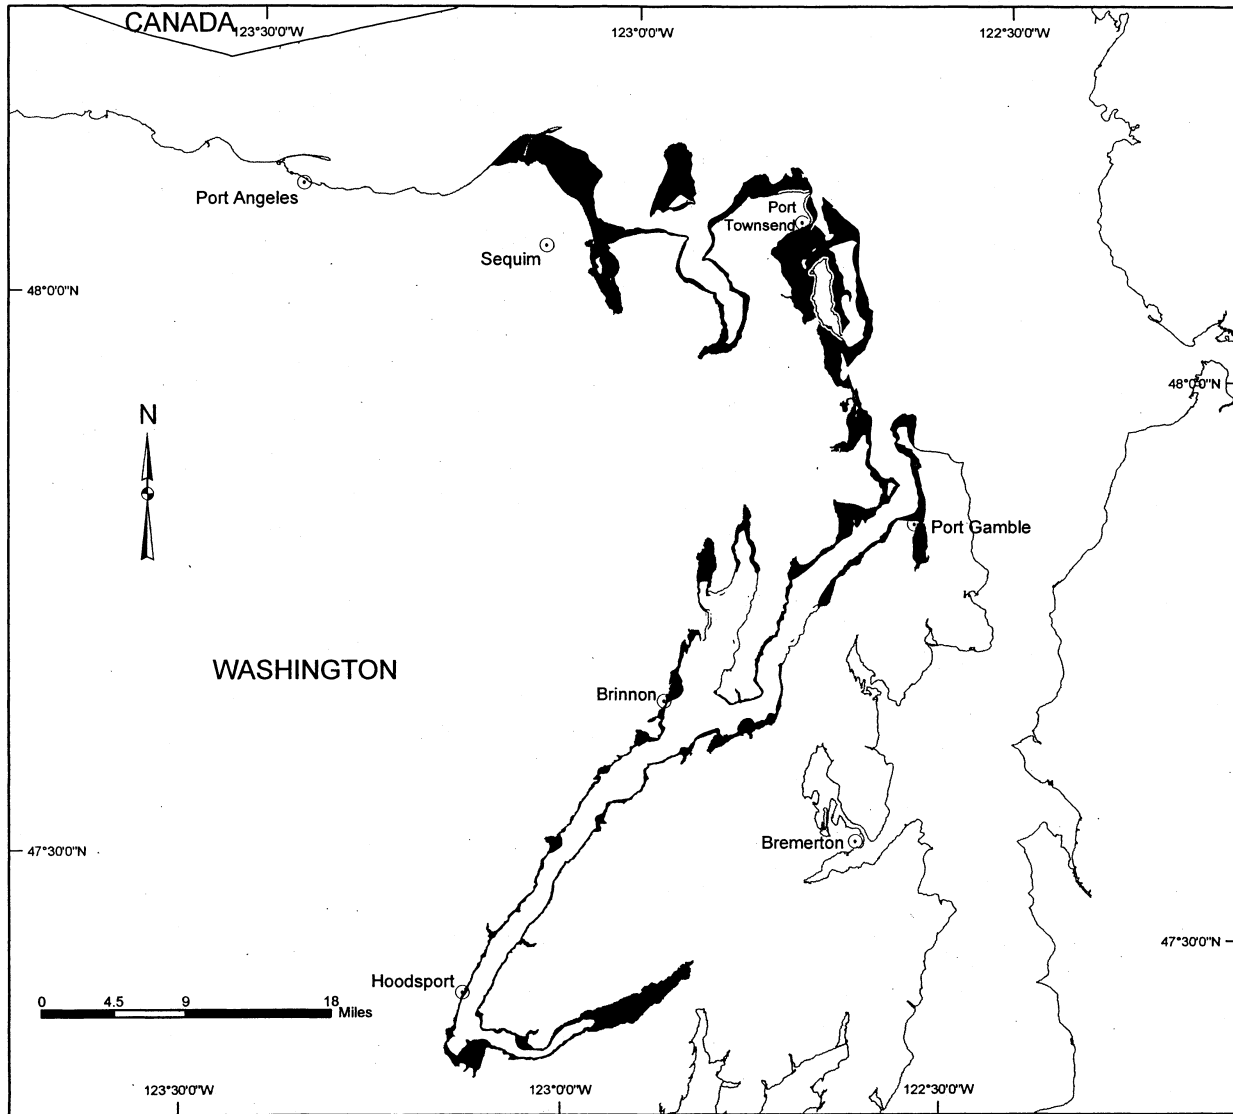 CANADA
123°30'0"W
123°0'0"W
122°30'0"W
Port Angeles
Port
Townsend
Sequim
48°0'0"N
48°0'0"N
N
Port Gamble
WASHINGTON
Brinnon
Bremerton
47°30'0"N
47°30'0"N
Hoodsport
0 4.5 9 18
Miles
123°30'0"W
123°0'0"W
122°30'0"W